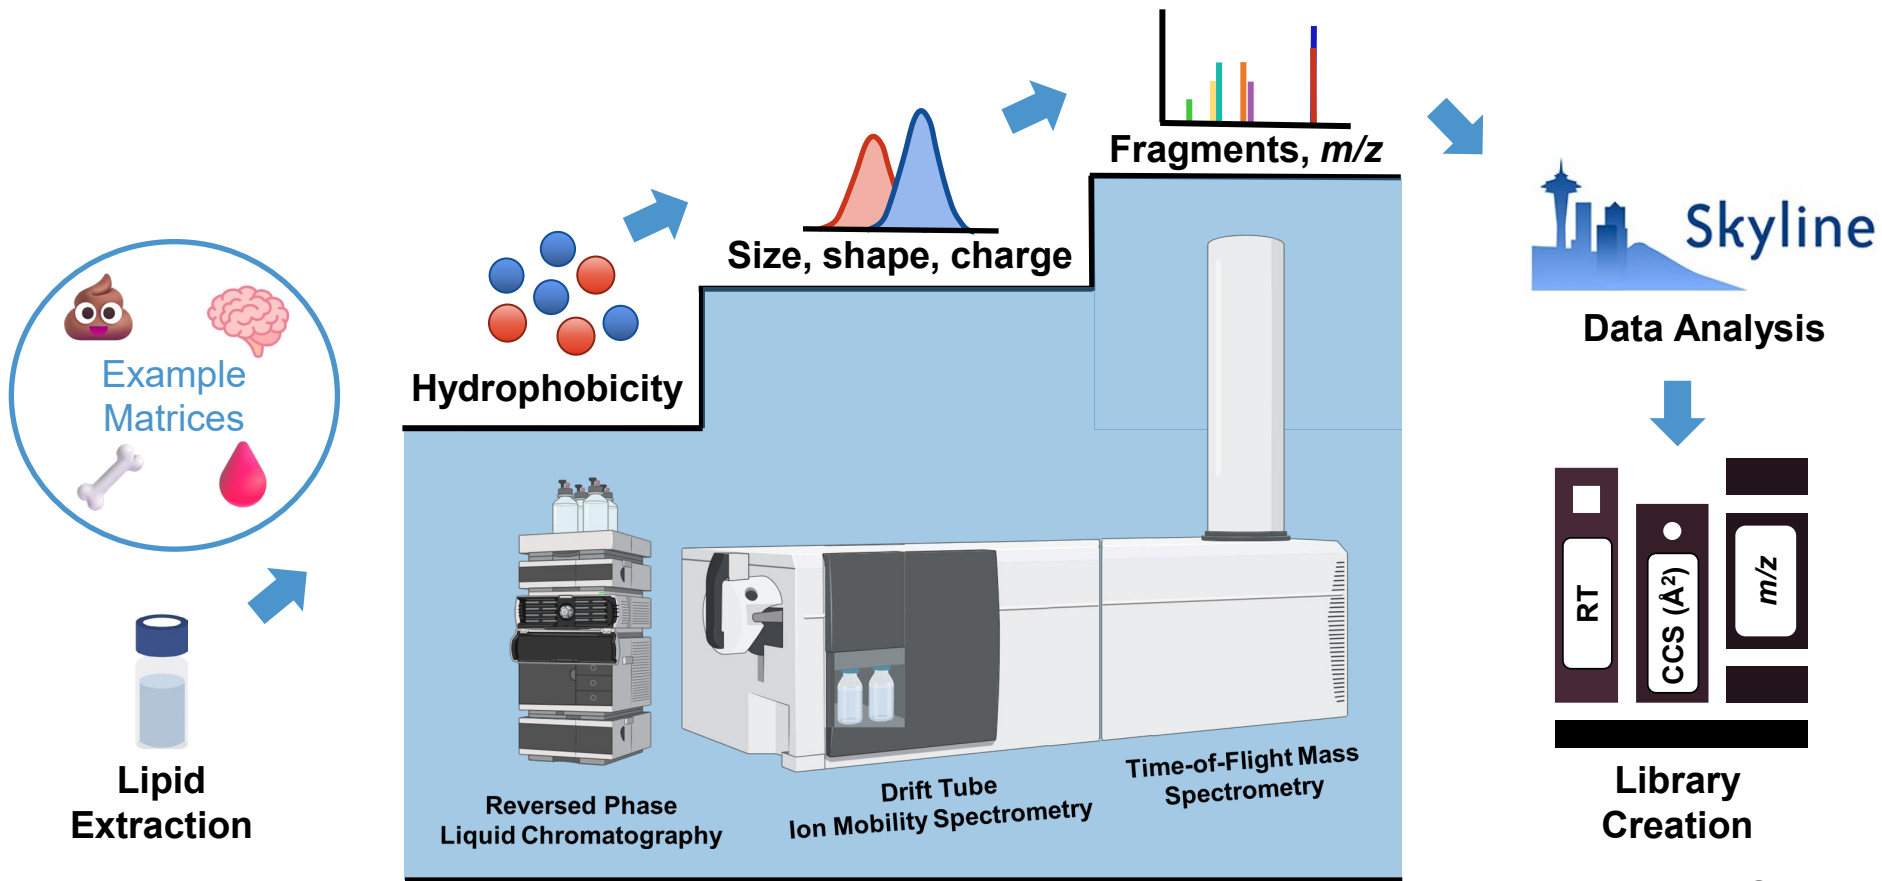 Example
Matrices
Lipid
Extraction
Hydrophobicity
Size, shape, charge
Fragments, m/z
Reversed Phase
Liquid Chromatography
Drift Tube
Ion Mobility Spectrometry
Time-of-Flight Mass
Spectrometry
Skyline
Data Analysis
RT
CCS (Å²)
m/z
Library
Creation